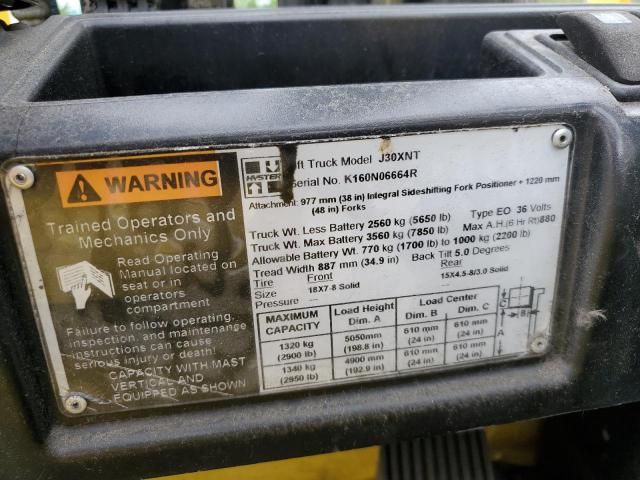 WARNING
Trained Operators and
Mechanics Only
Read Operating
Manual located on
seat or in
operators
compartment
Failure to follow operating,
inspection, and maintenance
instructions can cause
serious injury or death!
CAPACITY WITH MAST
VERTICAL AND
EQUIPPED AS SHOWN
HYSTER
ift Truck Model J30XNT
Serial No. K160N06664R
Attachment 977 mm (38 in) Integral Sideshifting Fork Positioner + 1220 mm
(48 in) Forks
Truck Wt. Less Battery 2560 kg (5650 lb) Type EO 36 Volts
Truck Wt. Max Battery 3560 kg (7850 lb) Max A.H.(6 Hr Rt)880
Allowable Battery Wt. 770 kg (1700 lb) to 1000 kg (2200 lb)
Tread Width 887 mm (34.9 in) Back Tilt 5.0 Degrees
Tire Front Rear
Size 18X7-8 Solid 15X4.5-8/3.0 Solid
Pressure
MAXIMUM CAPACITY Load Height Dim. A Load Center Dim. B Dim. C
1320 kg (2900 lb) 5050mm (198.8 in) 610 mm (24 in) 610 mm (24 in)
1340 kg (2950 lb) 4900 mm (192.9 in) 610 mm (24 in) 610 mm (24 in)
C
B
A